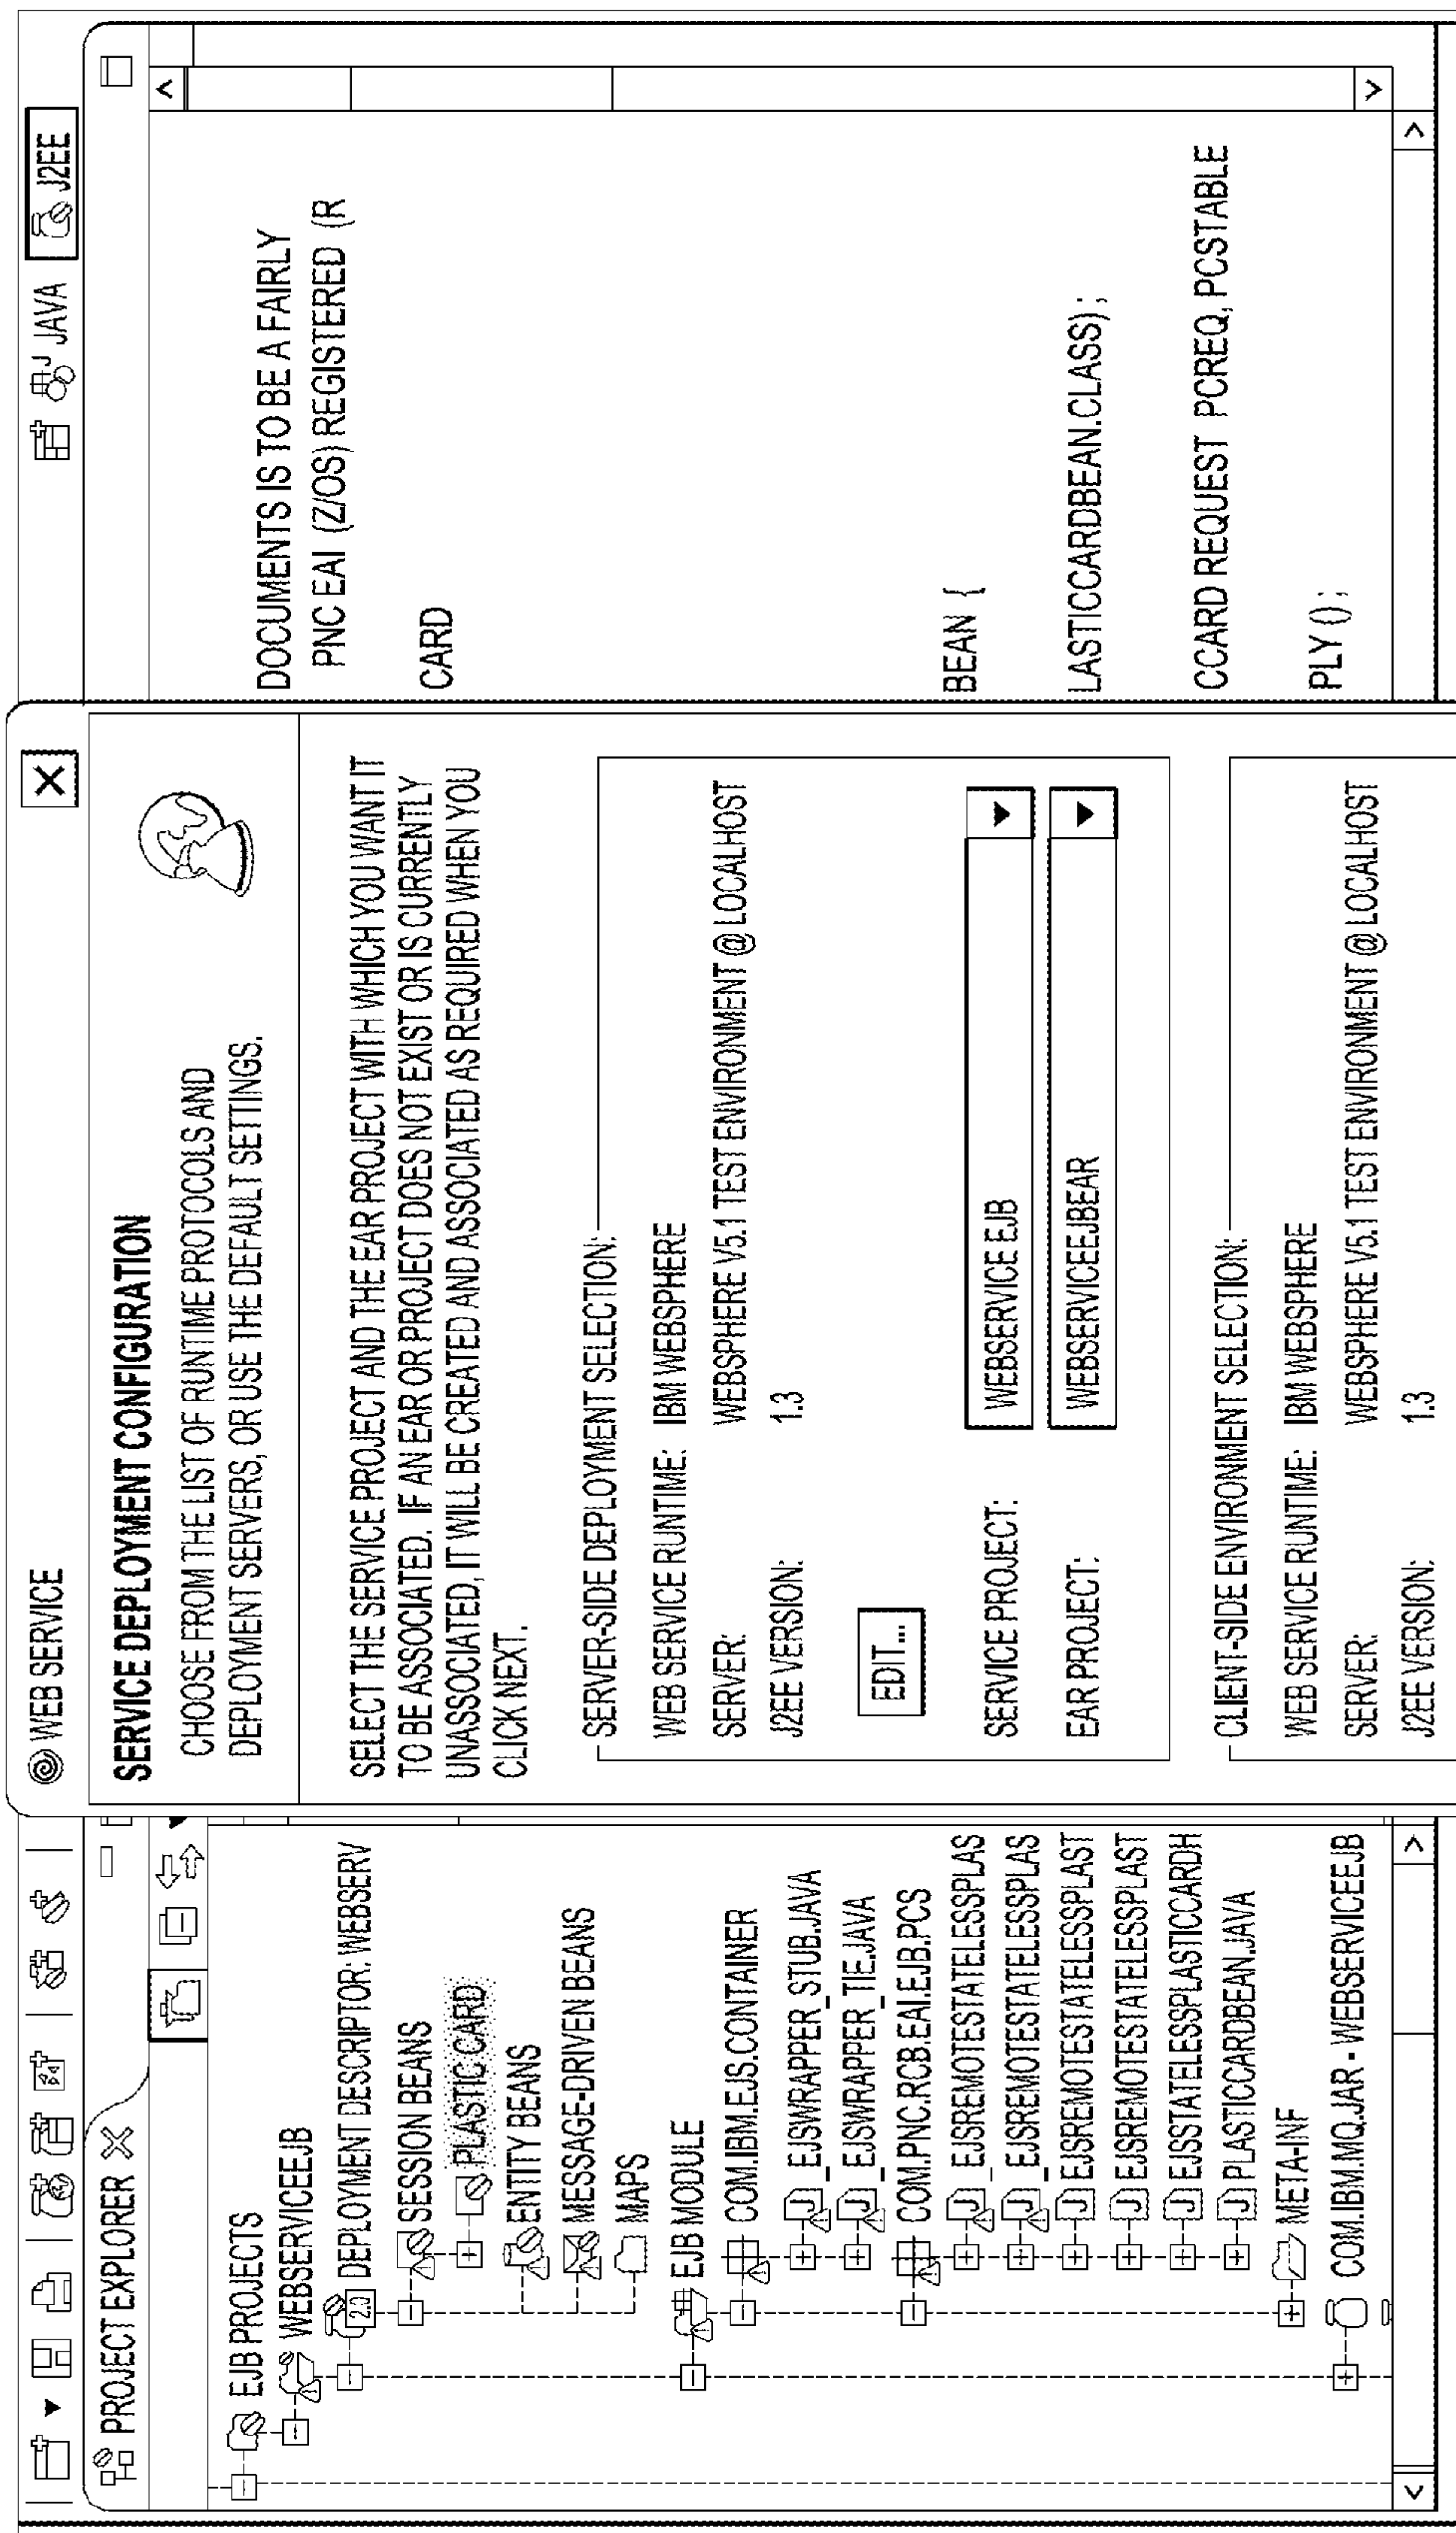 PROJECT EXPLORER
EJB PROJECTS
WEBSERVICEEJB
DEPLOYMENT DESCRIPTOR: WEBSERV
2.0
SESSION BEANS
PLASTIC CARD
ENTITY BEANS
MESSAGE-DRIVEN BEANS
MAPS
EJB MODULE
COM.IBM.EJS.CONTAINER
J _EJSWRAPPER_STUB.JAVA
J _EJSWRAPPER_TIE.JAVA
COM.PNC.RCB.EAI.EJB.PCS
J _EJSREMOTESTATELESSPLAS
J _EJSREMOTESTATELESSPLAS
J EJSREMOTESTATELESSPLAST
J EJSREMOTESTATELESSPLAST
J EJSSTATELESSPLASTICCARDH
J PLASTICCARDBEAN.JAVA
META-INF
COM.IBM.MQ.JAR - WEBSERVICEEJB
WEB SERVICE
SERVICE DEPLOYMENT CONFIGURATION
CHOOSE FROM THE LIST OF RUNTIME PROTOCOLS AND
DEPLOYMENT SERVERS, OR USE THE DEFAULT SETTINGS.
SELECT THE SERVICE PROJECT AND THE EAR PROJECT WITH WHICH YOU WANT IT
TO BE ASSOCIATED. IF AN EAR OR PROJECT DOES NOT EXIST OR IS CURRENTLY
UNASSOCIATED, IT WILL BE CREATED AND ASSOCIATED AS REQUIRED WHEN YOU
CLICK NEXT.
SERVER-SIDE DEPLOYMENT SELECTION:
WEB SERVICE RUNTIME: IBM WEBSPHERE
SERVER: WEBSPHERE V5.1 TEST ENVIRONMENT @ LOCALHOST
J2EE VERSION: 1.3
EDIT...
SERVICE PROJECT: WEBSERVICE EJB
EAR PROJECT: WEBSERVICEEJBEAR
CLIENT-SIDE ENVIRONMENT SELECTION:
WEB SERVICE RUNTIME: IBM WEBSPHERE
SERVER: WEBSPHERE V5.1 TEST ENVIRONMENT @ LOCALHOST
J2EE VERSION: 1.3
J JAVA J2EE
DOCUMENTS IS TO BE A FAIRLY
PNC EAI (Z/OS) REGISTERED (R
CARD
BEAN {
LASTICCARDBEAN.CLASS) ;
CCARD REQUEST PCREQ, PCSTABLE
PLY () ;